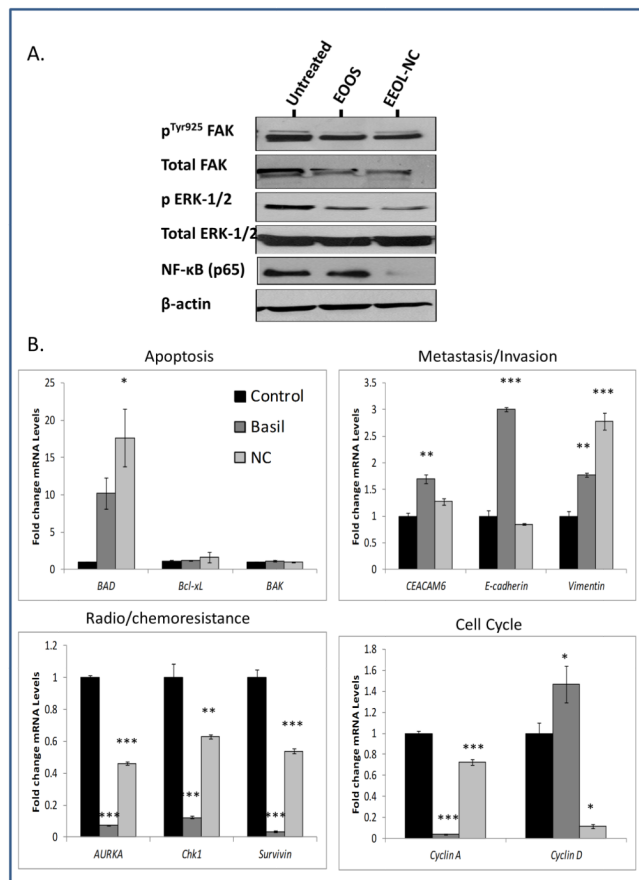 A.
Untreated EOOS EEOL-NC
pTyr925 FAK
Total FAK
p ERK-1/2
Total ERK-1/2
NF-κB (p65)
β-actin
B.
Apoptosis
Fold change mRNA Levels
25
20
15
10
5
0
*
Control
Basil
NC
BAD Bcl-xL BAK
Metastasis/Invasion
Fold change mRNA Levels
3.5
3
2.5
2
1.5
1
0.5
0
** *** ** ***
CEACAM6 E-cadherin Vimentin
Radio/chemoresistance
Fold change mRNA Levels
1.2
1
0.8
0.6
0.4
0.2
0
*** *** *** ** *** ***
AURKA Chk1 Survivin
Cell Cycle
Fold change mRNA Levels
1.8
1.6
1.4
1.2
1
0.8
0.6
0.4
0.2
0
*** *** * *
Cyclin A Cyclin D